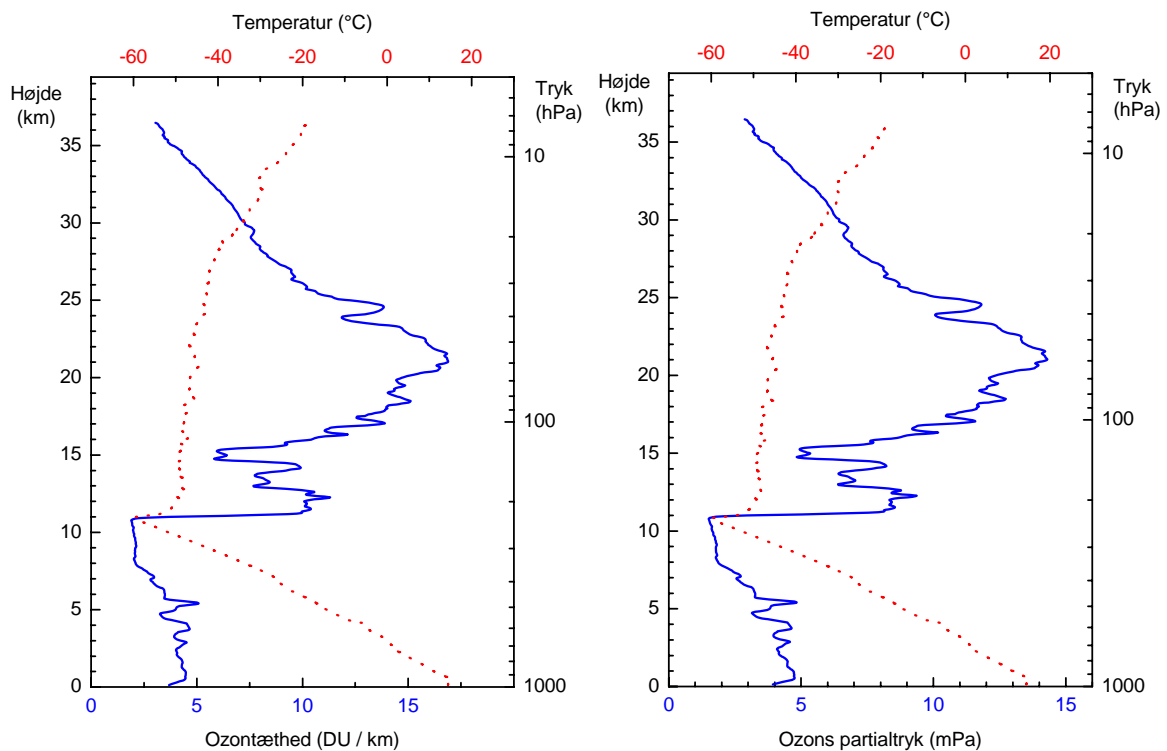 Temperatur (°C)
-60 -40 -20 0 20
Højde
(km)
Tryk
(hPa)
35
30
25
20
15
10
5
0
10
100
1000
0 5 10 15
Ozontæthed (DU / km)
Temperatur (°C)
-60 -40 -20 0 20
Højde
(km)
Tryk
(hPa)
35
30
25
20
15
10
5
0
10
100
1000
0 5 10 15
Ozons partialtryk (mPa)